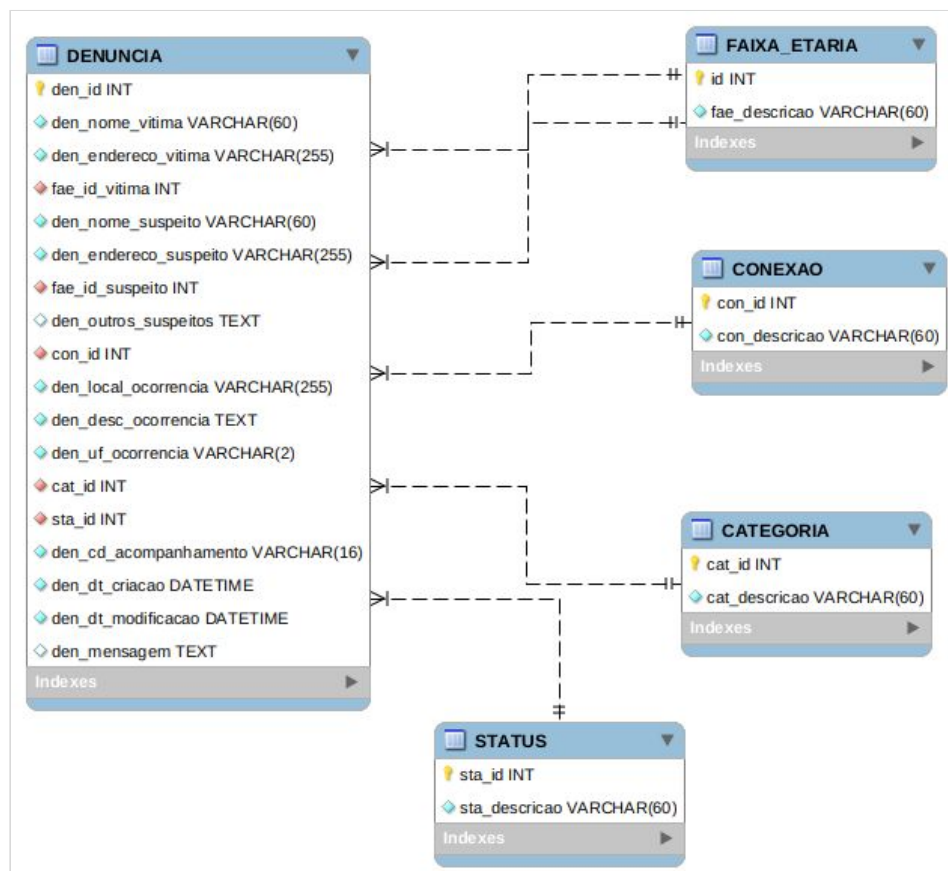 DENUNCIA
den_id INT
den_nome_vitima VARCHAR(60)
den_endereco_vitima VARCHAR(255)
fae_id_vitima INT
den_nome_suspeito VARCHAR(60)
den_endereco_suspeito VARCHAR(255)
fae_id_suspeito INT
den_outros_suspeitos TEXT
con_id INT
den_local_ocorrencia VARCHAR(255)
den_desc_ocorrencia TEXT
den_uf_ocorrencia VARCHAR(2)
cat_id INT
sta_id INT
den_cd_acompanhamento VARCHAR(16)
den_dt_criacao DATETIME
den_dt_modificacao DATETIME
den_mensagem TEXT
Indexes
FAIXA_ETARIA
id INT
fae_descricao VARCHAR(60)
Indexes
CONEXAO
con_id INT
con_descricao VARCHAR(60)
Indexes
CATEGORIA
cat_id INT
cat_descricao VARCHAR(60)
Indexes
STATUS
sta_id INT
sta_descricao VARCHAR(60)
Indexes